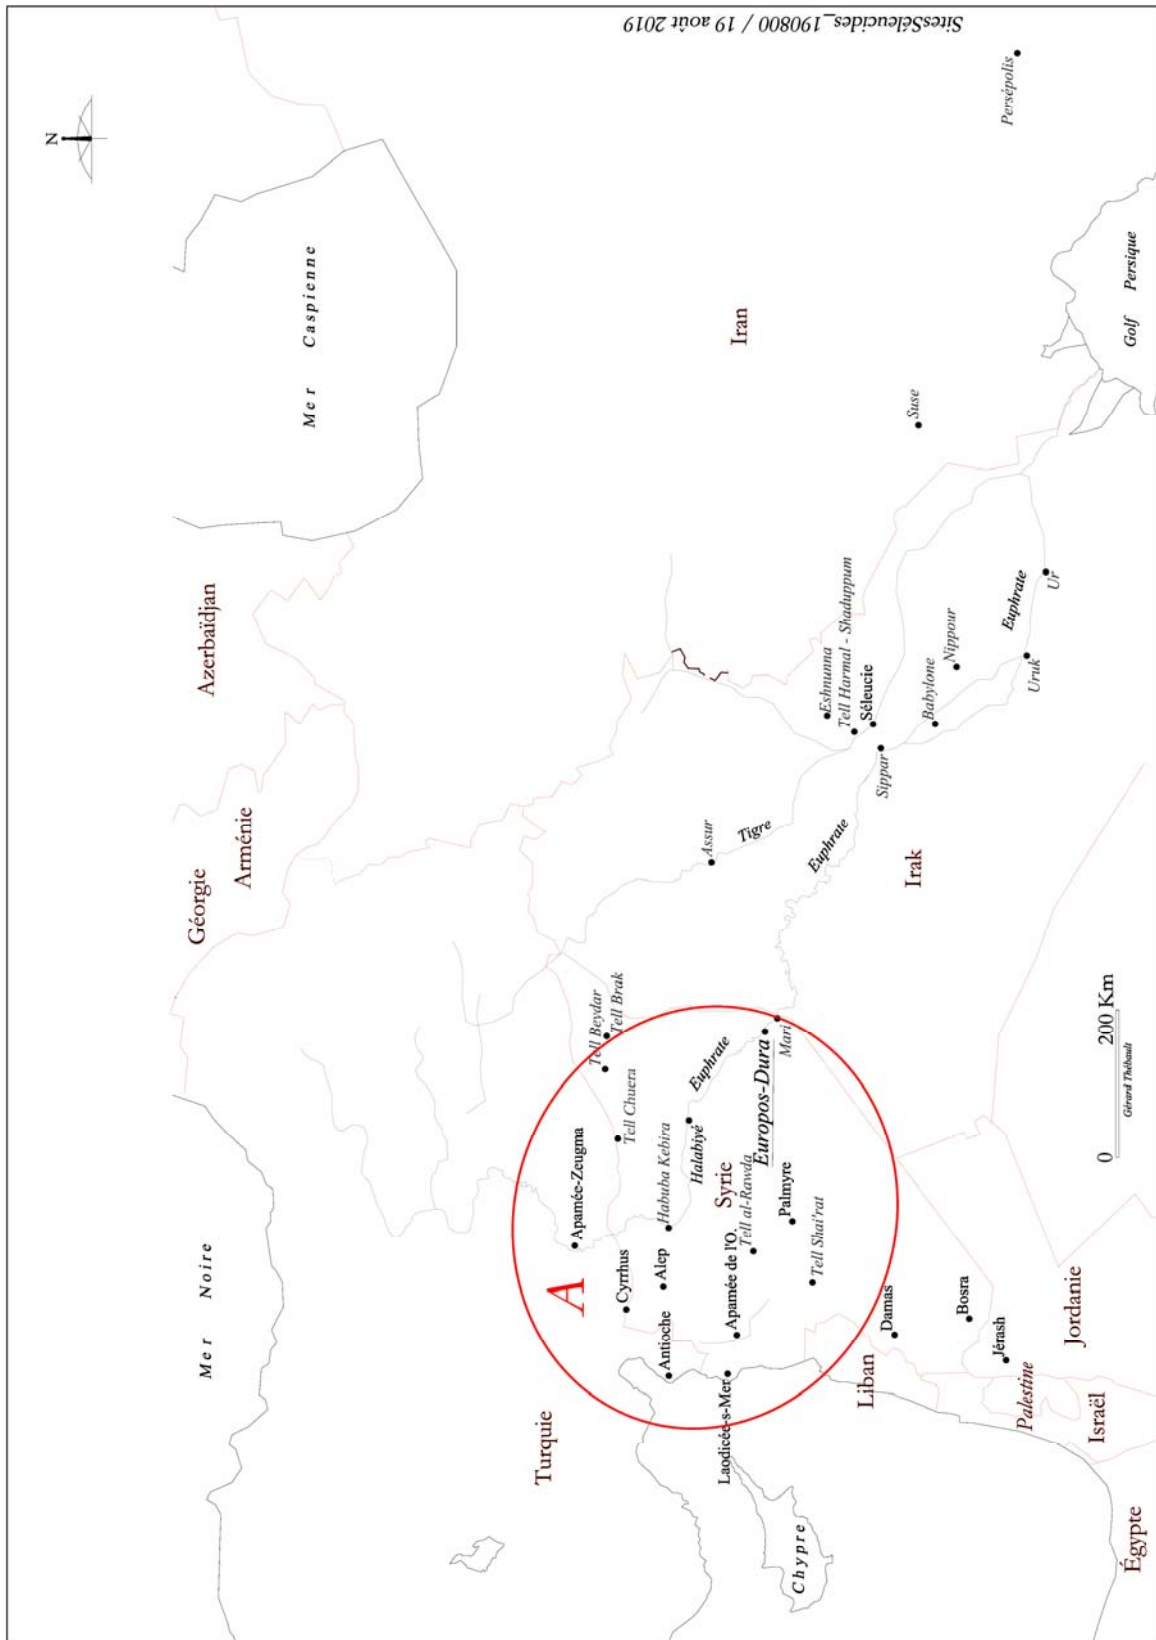 SitesSéleucides_190800 / 19 août 2019
N
Mer Noire
Mer Caspienne
Géorgie
Azerbaïdjan
Arménie
Turquie
Iran
A
Apamée-Zeugma
Cyrrhus
Tell Chuera
Tell Beydar
Tell Brak
Antioche
Alep
Habuba Kebira
Halabiyé
Euphrate
Assur
Tigre
Laodicée-s-Mer
Apamée de l'O.
Syrie
Tell al-Rawda
Europos-Dura
Mari
Palmyre
Tell Shai'rat
Chypre
Euphrate
Eshnunna
Tell Harmal - Shaduppum
Séleucie
Sippar
Babylone
Nippour
Suse
Irak
Liban
Damas
Bosra
Jérash
Palestine
Jordanie
Israël
Égypte
Uruk
Euphrate
Ur
Persépolis
Golf Persique
0 200 Km
Gérard Thébault